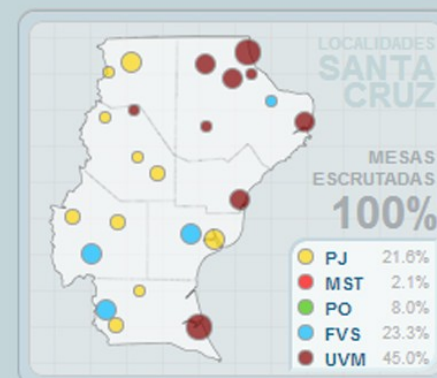 LOCALIDADES
SANTA
CRUZ
MESAS
ESCRUTADAS
100%
PJ 21.6%
MST 2.1%
PO 8.0%
FVS 23.3%
UVM 45.0%